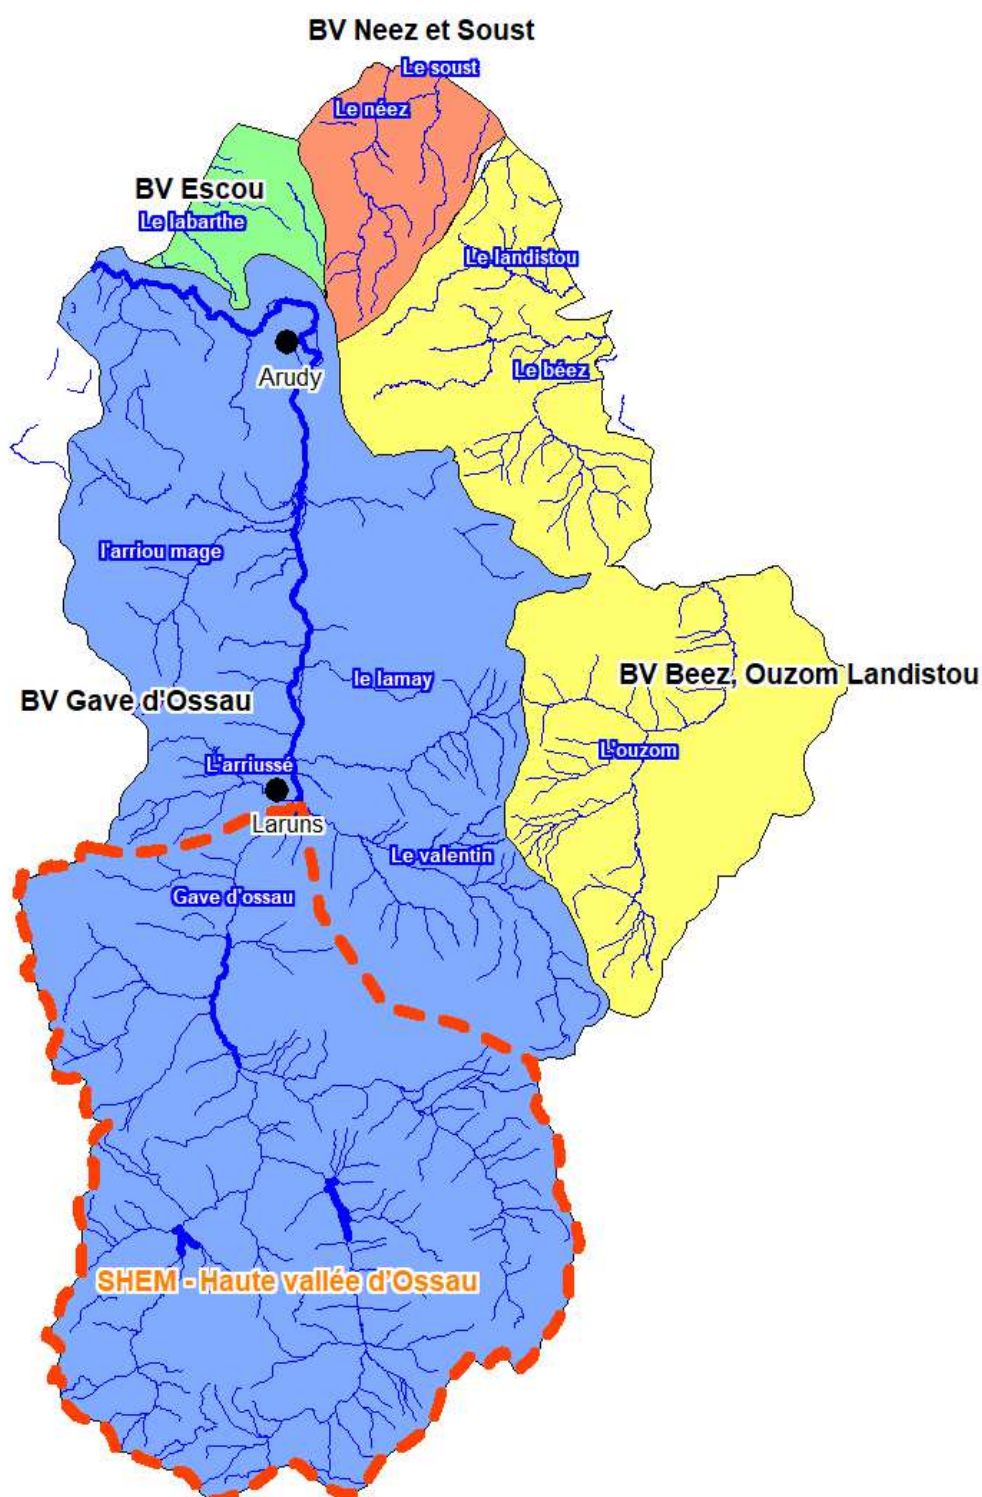 BV Neez et Soust
Le soust
Le néez
BV Escou
Le labarthe
Le landistou
Le béez
Arudy
l'arriou mage
BV Beez, Ouzom Landistou
le lamay
BV Gave d'Ossau
L'ouzom
L'arriussé
Laruns
Le valentin
Gave d'ossau
SHEM - Haute vallée d'Ossau